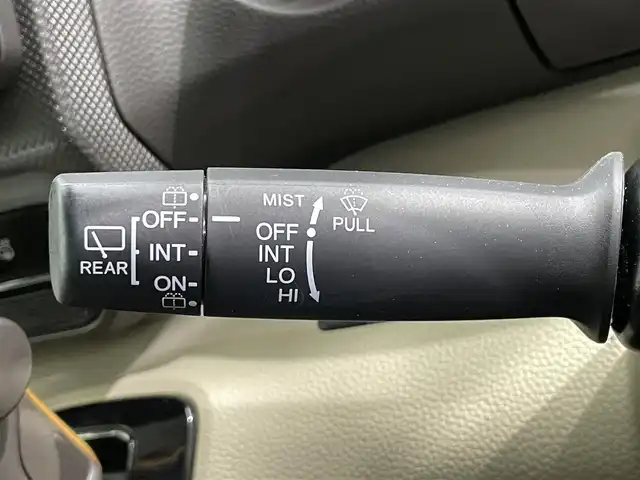 OFF
REAR
INT
ON
MIST
PULL
OFF
INT
LO
HI